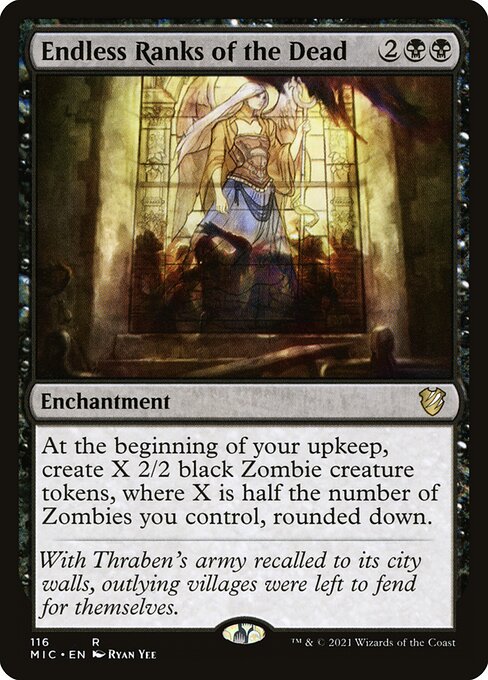 Endless Ranks of the Dead 2
Enchantment
At the beginning of your upkeep,
create X 2/2 black Zombie creature
tokens, where X is half the number of
Zombies you control, rounded down.
With Thraben's army recalled to its city
walls, outlying villages were left to fend
for themselves.
116 R
MIC • EN Ryan Yee
™ & © 2021 Wizards of the Coast